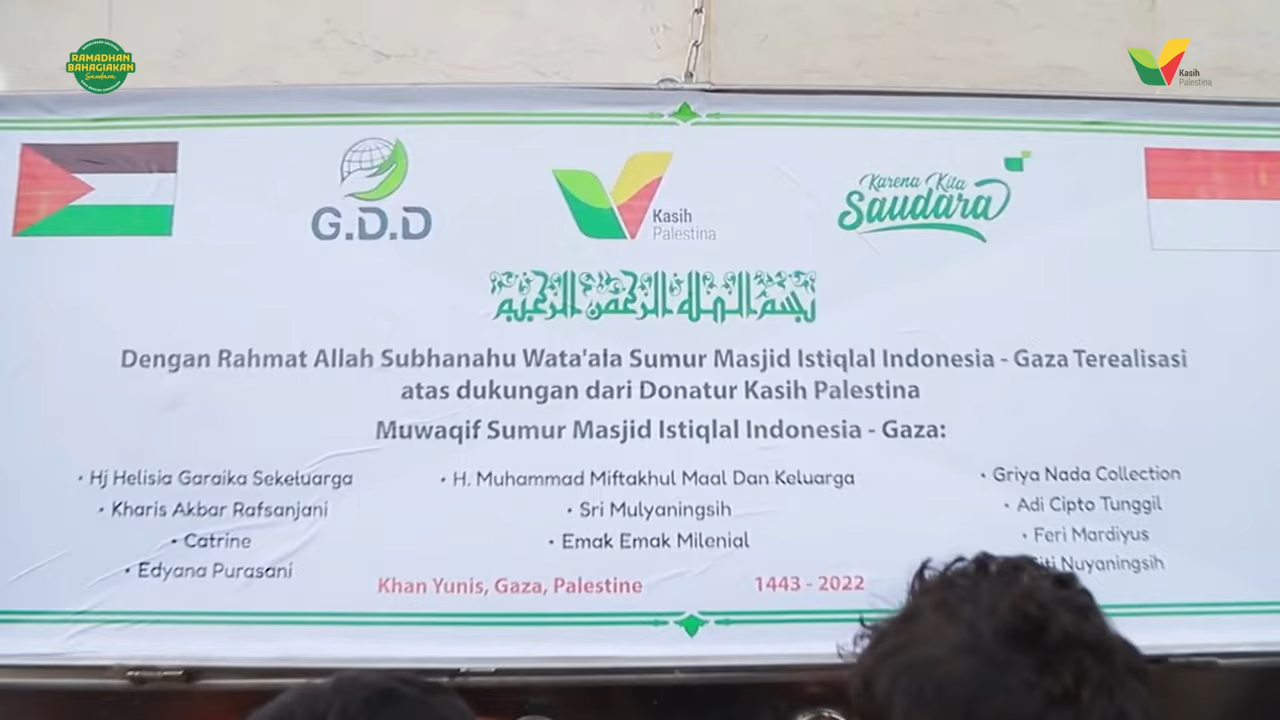 RAMADHAN
BAHAGIAKAN
Saudara
Kasih
Palestina
G.D.D
Kasih
Palestina
Karena Kita
Saudara
بسم الله الرحمن الرحيم
Dengan Rahmat Allah Subhanahu Wata'ala Sumur Masjid Istiqlal Indonesia - Gaza Terealisasi
atas dukungan dari Donatur Kasih Palestina
Muwaqif Sumur Masjid Istiqlal Indonesia - Gaza:
• Hj Helisia Garaika Sekeluarga
• Kharis Akbar Rafsanjani
• Catrine
• Edyana Purasani
• H. Muhammad Miftakhul Maal Dan Keluarga
• Sri Mulyaningsih
• Emak Emak Milenial
• Griya Nada Collection
• Adi Cipto Tunggil
• Feri Mardiyus
Nuyaningsih
Khan Yunis, Gaza, Palestine
1443 - 2022